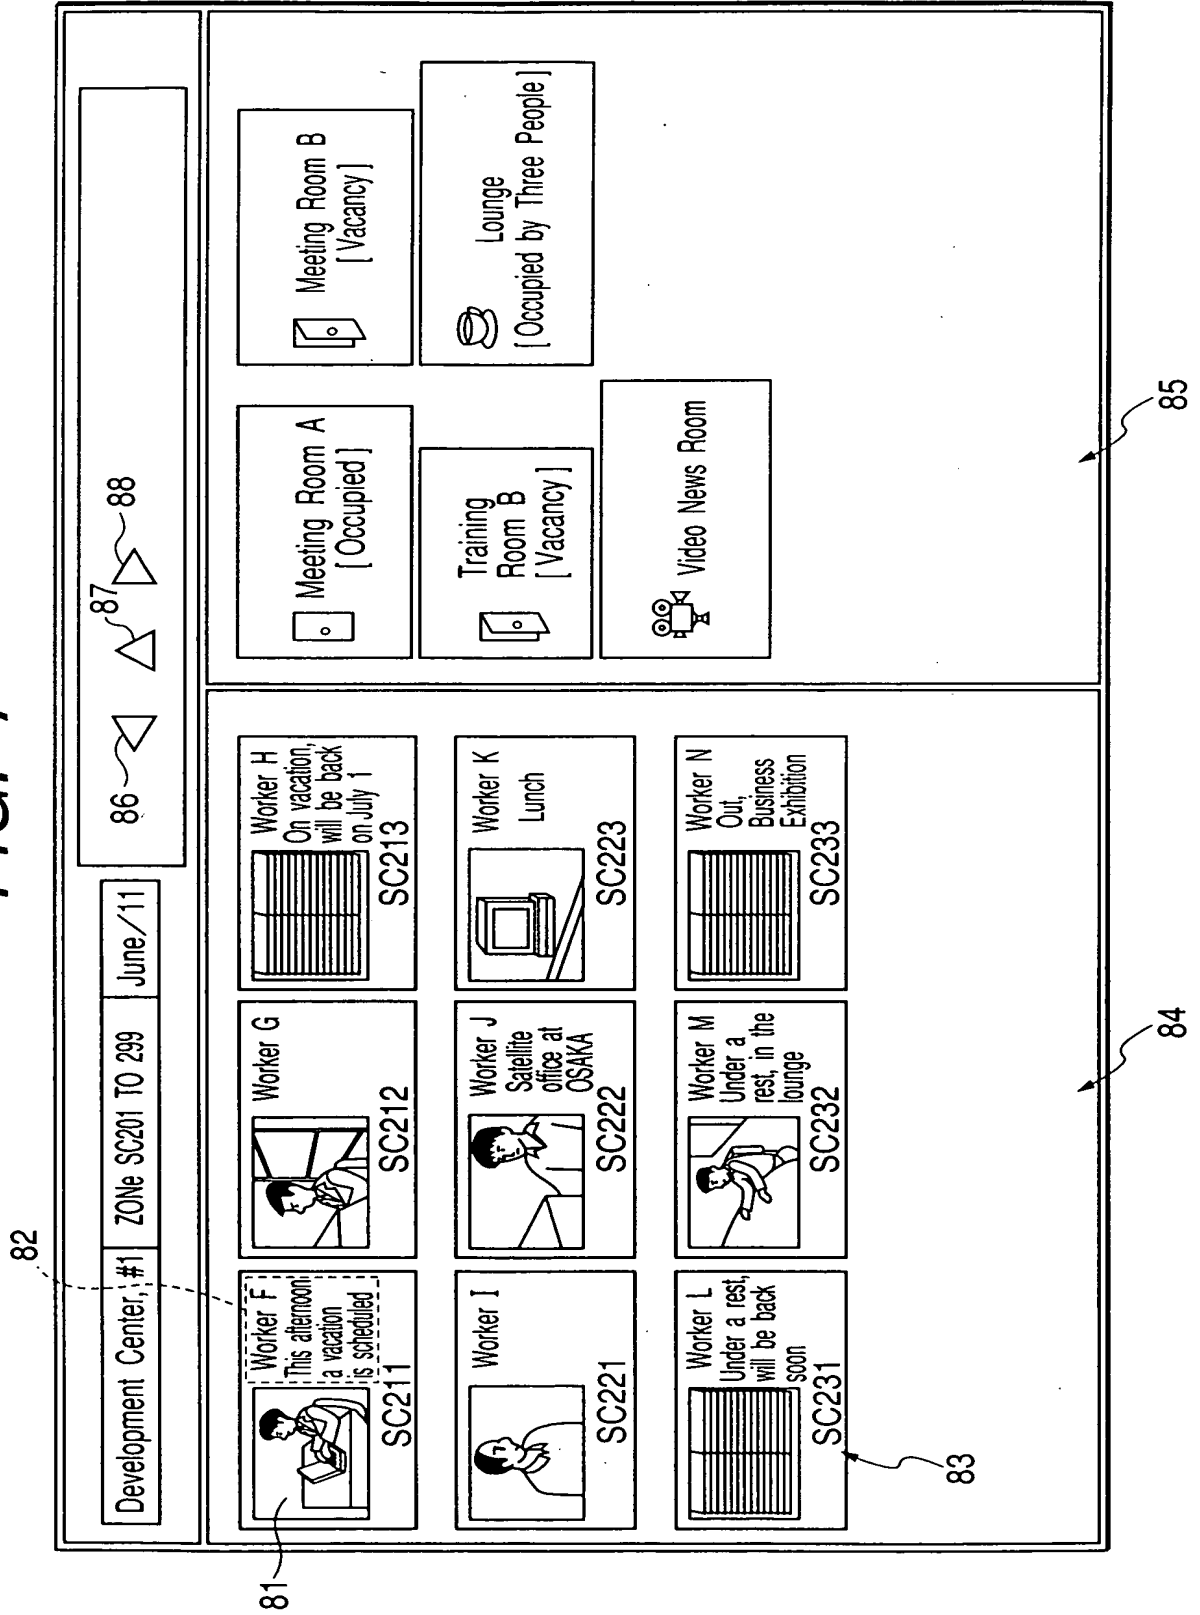 86
87
88
Development Center, #1
ZONe SC201 TO 299
June/11
82
81
Worker F
This afternoon
a vacation
is scheduled
SC211
Worker G
SC212
Worker H
On vacation,
will be back
on July 1
SC213
Worker I
SC221
Worker J
Satellite
office at
OSAKA
SC222
Worker K
Lunch
SC223
Worker L
Under a rest,
will be back
soon
SC231
Worker M
Under a
rest, in the
lounge
SC232
Worker N
Out,
Business
Exhibition
SC233
83
84
Meeting Room A
[ Occupied ]
Meeting Room B
[ Vacancy ]
Training
Room B
[ Vacancy ]
Lounge
[ Occupied by Three People ]
Video News Room
85